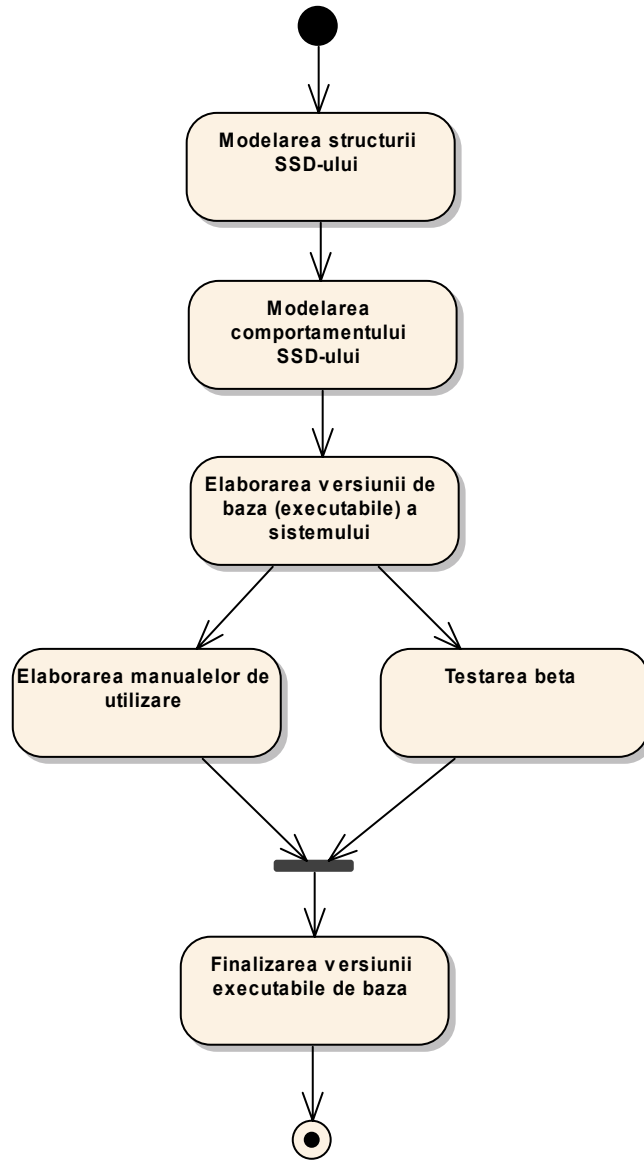 Modelarea structurii
SSD-ului
Modelarea
comportamentului
SSD-ului
Elaborarea versiunii de
baza (executabile) a
sistemului
Elaborarea manualelor de
utilizare
Testarea beta
Finalizarea versiunii
executabile de baza